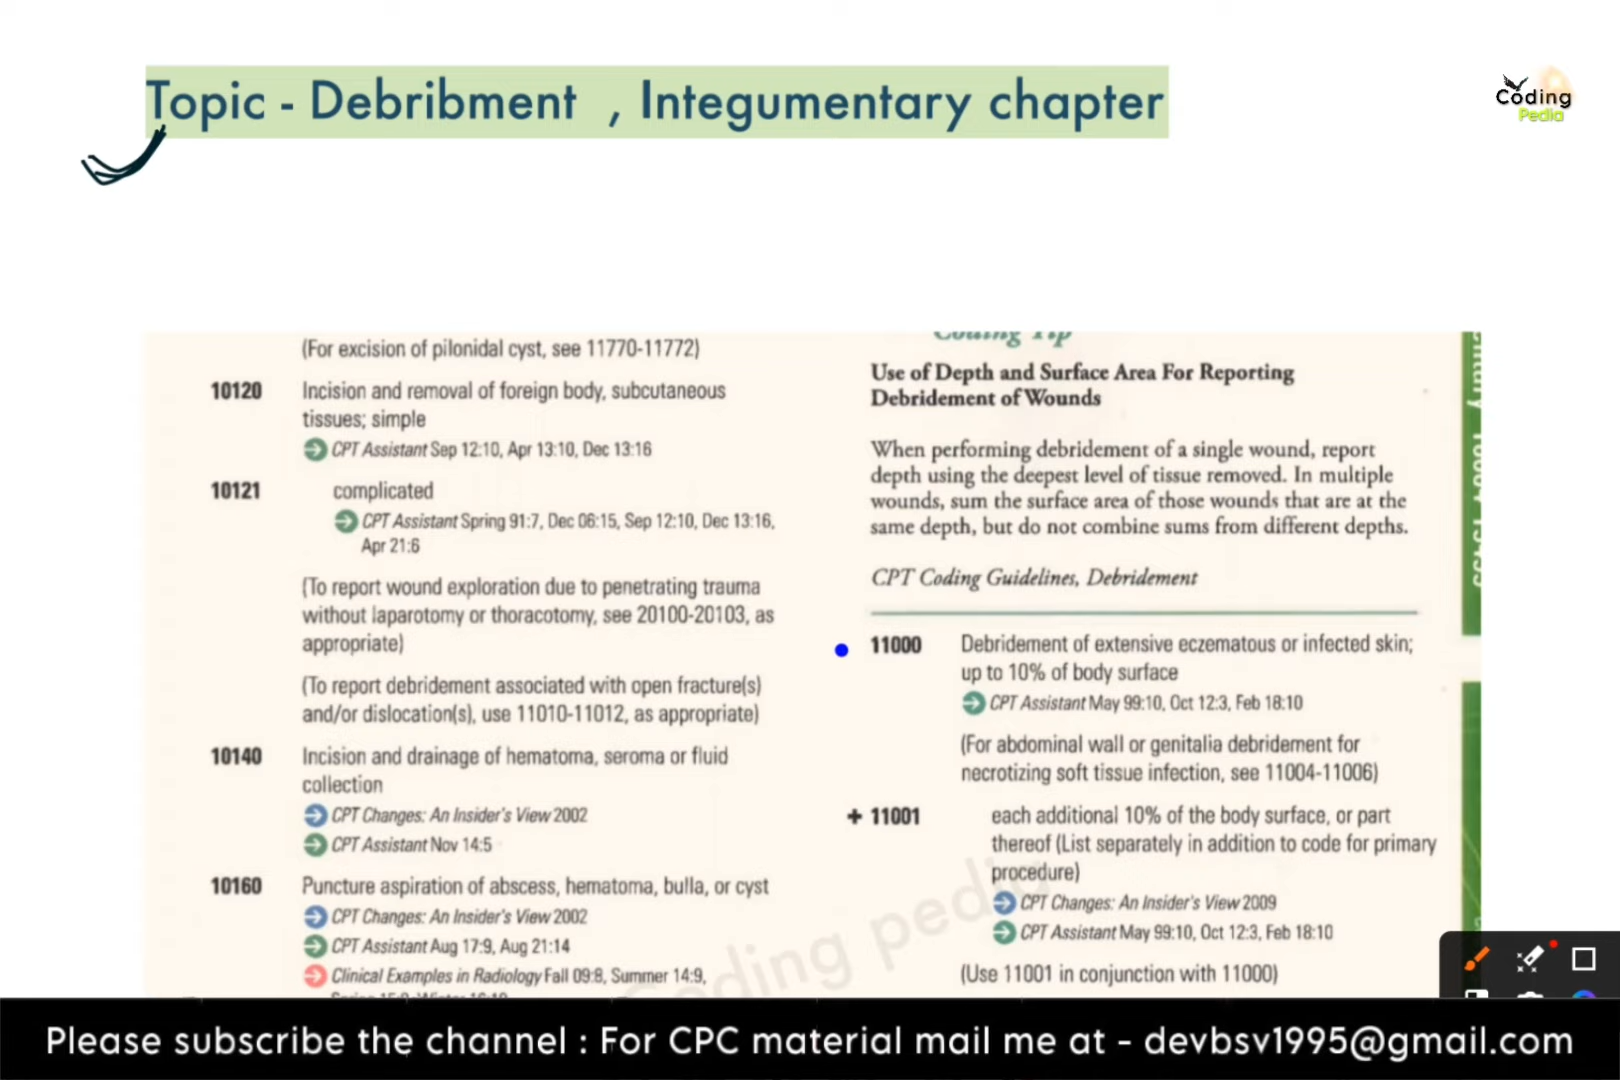 Topic - Debribment , Integumentary chapter
Coding
Pedia
(For excision of pilonidal cyst, see 11770-11772)
10120 Incision and removal of foreign body, subcutaneous
tissues; simple
CPT Assistant Sep 12:10, Apr 13:10, Dec 13:16
10121 complicated
CPT Assistant Spring 91:7, Dec 06:15, Sep 12:10, Dec 13:16,
Apr 21:6
(To report wound exploration due to penetrating trauma
without laparotomy or thoracotomy, see 20100-20103, as
appropriate)
(To report debridement associated with open fracture(s)
and/or dislocation(s), use 11010-11012, as appropriate)
10140 Incision and drainage of hematoma, seroma or fluid
collection
CPT Changes: An Insider's View 2002
CPT Assistant Nov 14:5
10160 Puncture aspiration of abscess, hematoma, bulla, or cyst
CPT Changes: An Insider's View 2002
CPT Assistant Aug 17:9, Aug 21:14
Clinical Examples in Radiology Fall 09:8, Summer 14:9,
Coding Tip
Use of Depth and Surface Area For Reporting
Debridement of Wounds
When performing debridement of a single wound, report
depth using the deepest level of tissue removed. In multiple
wounds, sum the surface area of those wounds that are at the
same depth, but do not combine sums from different depths.
CPT Coding Guidelines, Debridement
11000 Debridement of extensive eczematous or infected skin;
up to 10% of body surface
CPT Assistant May 99:10, Oct 12:3, Feb 18:10
(For abdominal wall or genitalia debridement for
necrotizing soft tissue infection, see 11004-11006)
+ 11001 each additional 10% of the body surface, or part
thereof (List separately in addition to code for primary
procedure)
CPT Changes: An Insider's View 2009
CPT Assistant May 99:10, Oct 12:3, Feb 18:10
(Use 11001 in conjunction with 11000)
Coding pedia
Please subscribe the channel : For CPC material mail me at - devbsv1995@gmail.com